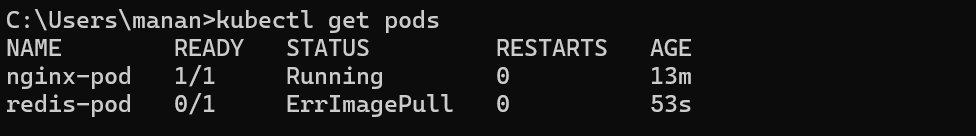 C:\Users\manan>kubectl get pods
NAME        READY   STATUS         RESTARTS   AGE
nginx-pod   1/1     Running        0          13m
redis-pod   0/1     ErrImagePull   0          53s